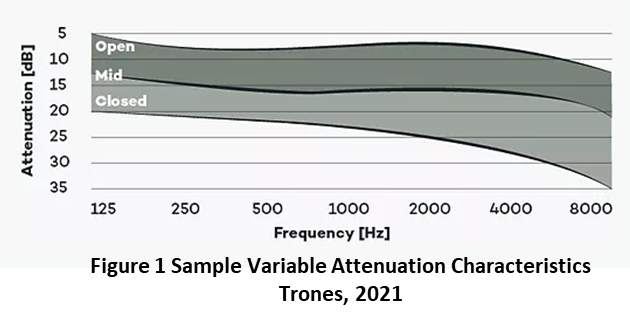 5
Open
10
Mid
15
Closed
20
25
30
35
Attenuation [dB]
125 250 500 1000 2000 4000 8000
Frequency [Hz]
Figure 1 Sample Variable Attenuation Characteristics
Trones, 2021